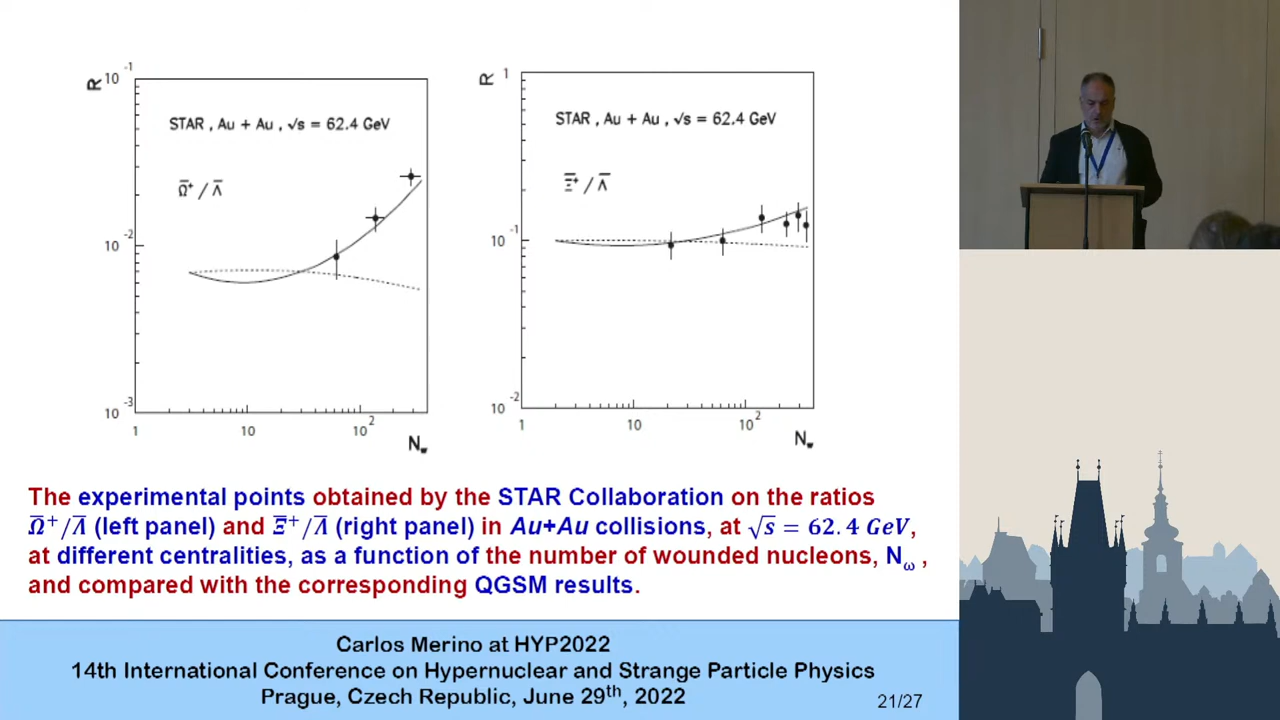 R 10⁻¹
STAR , Au + Au , √s = 62.4 GeV
Ω̅⁺ / Λ̅
10⁻²
10⁻³
1 10 10²
N_w
R 1
STAR , Au + Au , √s = 62.4 GeV
Ξ̅⁺ / Λ̅
10⁻¹
10⁻²
1 10 10²
N_w
The experimental points obtained by the STAR Collaboration on the ratios
Ω̅⁺/Λ̅ (left panel) and Ξ̅⁺/Λ̅ (right panel) in Au+Au collisions, at √s = 62.4 GeV,
at different centralities, as a function of the number of wounded nucleons, N_ω ,
and compared with the corresponding QGSM results.
Carlos Merino at HYP2022
14th International Conference on Hypernuclear and Strange Particle Physics
Prague, Czech Republic, June 29th, 2022
21/27